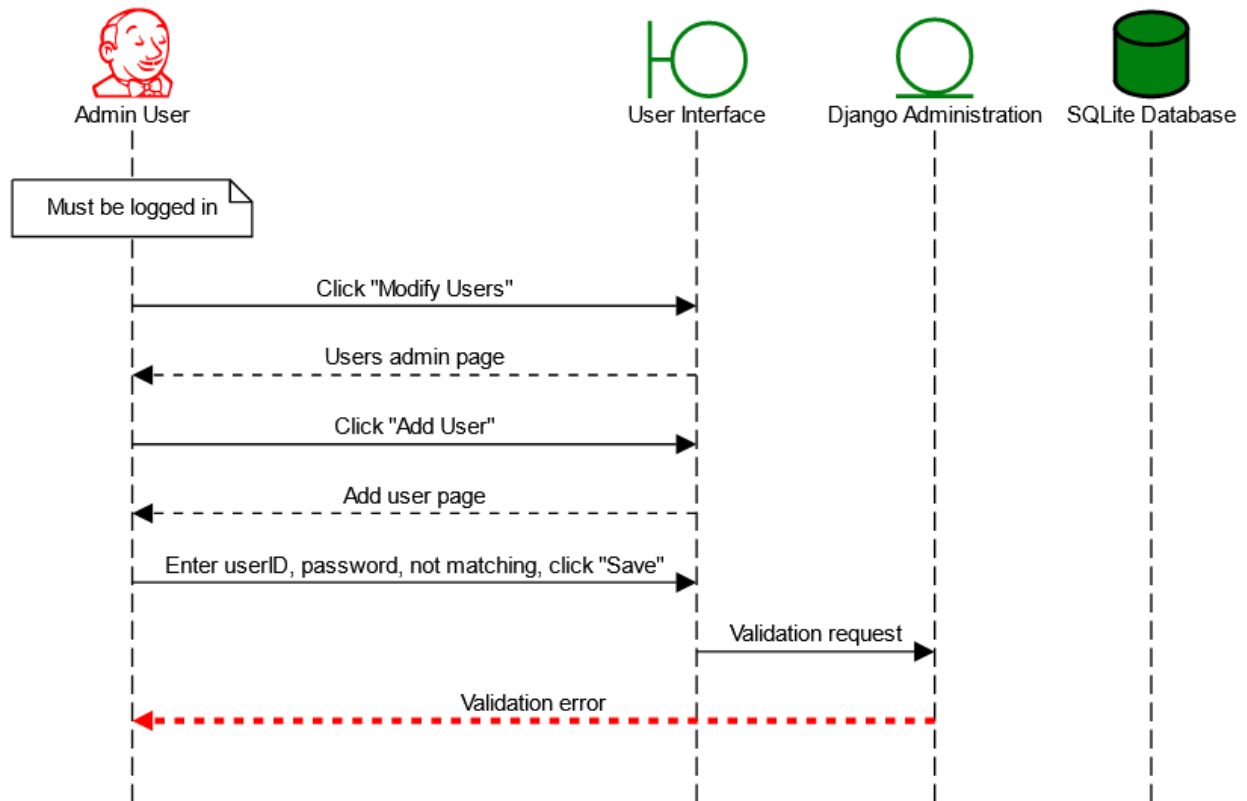 Admin User
User Interface
Django Administration
SQLite Database
Must be logged in
Click "Modify Users"
Users admin page
Click "Add User"
Add user page
Enter userID, password, not matching, click "Save"
Validation request
Validation error